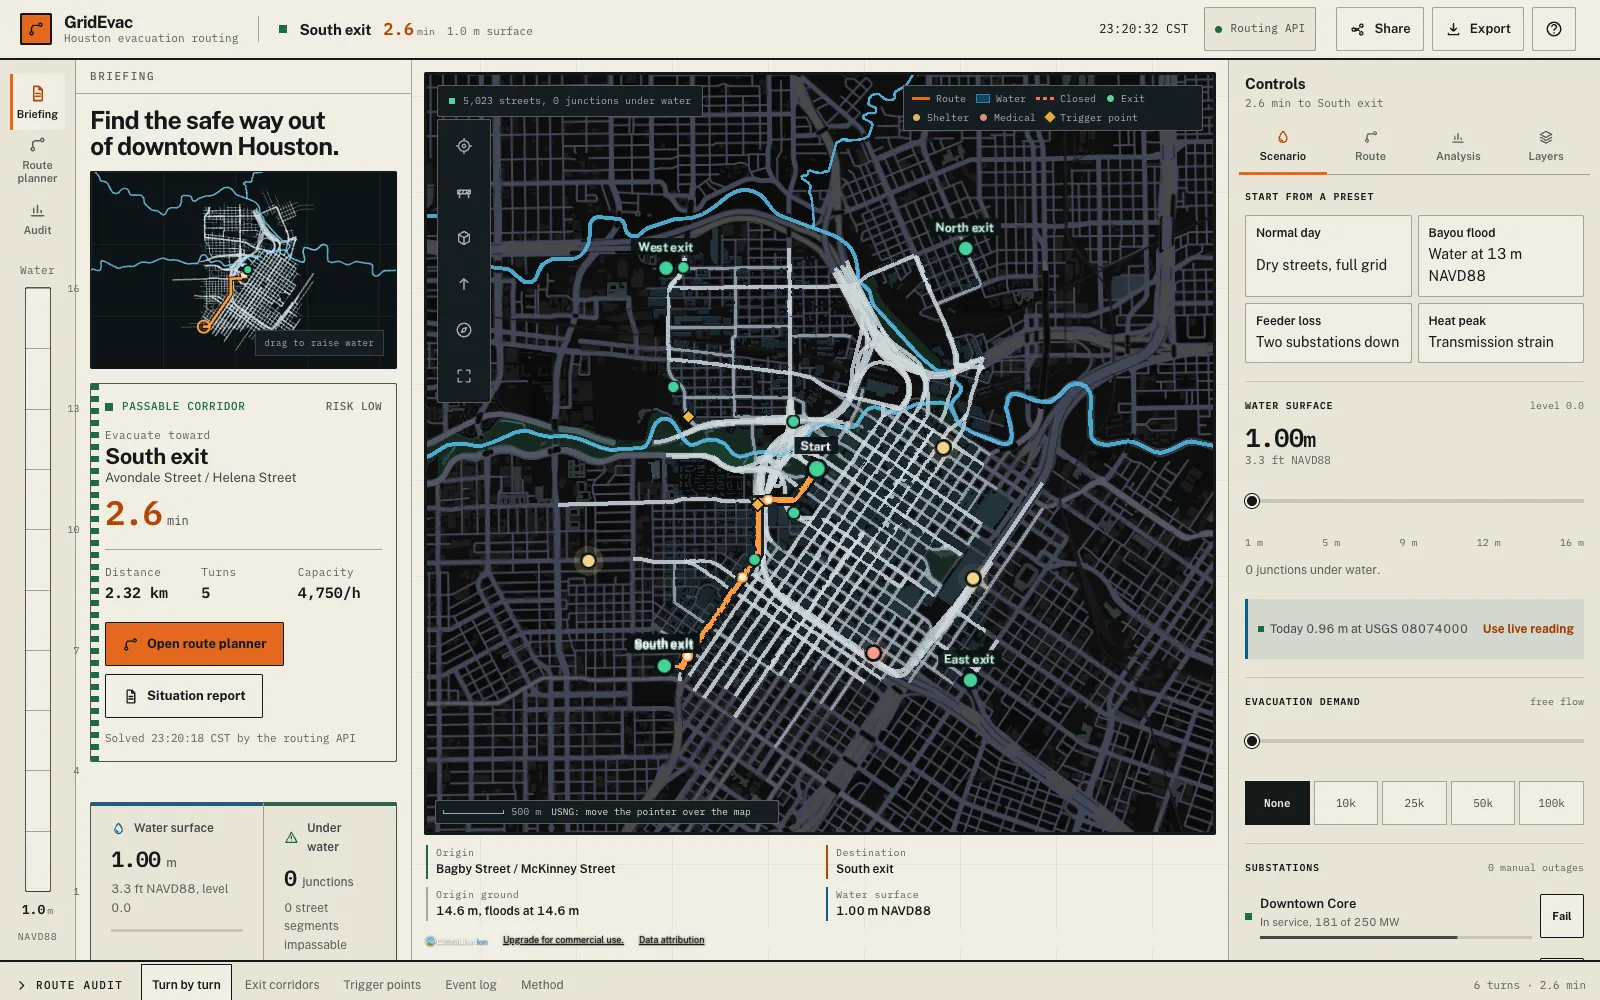 GridEvac
Houston evacuation routing
South exit 2.6 min 1.0 m surface
23:20:32 CST
Routing API
Share
Export
Briefing
Route planner
Audit
Water
16
13
10
7
4
1
1.0 m
NAVD88
BRIEFING
Find the safe way out
of downtown Houston.
drag to raise water
PASSABLE CORRIDOR
RISK LOW
Evacuate toward
South exit
Avondale Street / Helena Street
2.6 min
Distance
Turns
Capacity
2.32 km
5
4,750/h
Open route planner
Situation report
Solved 23:20:18 CST by the routing API
Water surface
1.00 m
3.3 ft NAVD88, level
0.0
Under
water
0 junctions
0 street
segments
impassable
5,023 streets, 0 junctions under water
Route
Water
Closed
Exit
Shelter
Medical
Trigger point
North exit
West exit
Start
South exit
East exit
500 m USNG: move the pointer over the map
Origin
Bagby Street / McKinney Street
Destination
South exit
Origin ground
14.6 m, floods at 14.6 m
Water surface
1.00 m NAVD88
ion
Upgrade for commercial use.
Data attribution
Controls
2.6 min to South exit
Scenario
Route
Analysis
Layers
START FROM A PRESET
Normal day
Dry streets, full grid
Bayou flood
Water at 13 m
NAVD88
Feeder loss
Two substations down
Heat peak
Transmission strain
WATER SURFACE
level 0.0
1.00m
3.3 ft NAVD88
1 m
5 m
9 m
12 m
16 m
0 junctions under water.
Today 0.96 m at USGS 08074000
Use live reading
EVACUATION DEMAND
free flow
None
10k
25k
50k
100k
SUBSTATIONS
0 manual outages
Downtown Core
In service, 181 of 250 MW
Fail
ROUTE AUDIT
Turn by turn
Exit corridors
Trigger points
Event log
Method
6 turns · 2.6 min